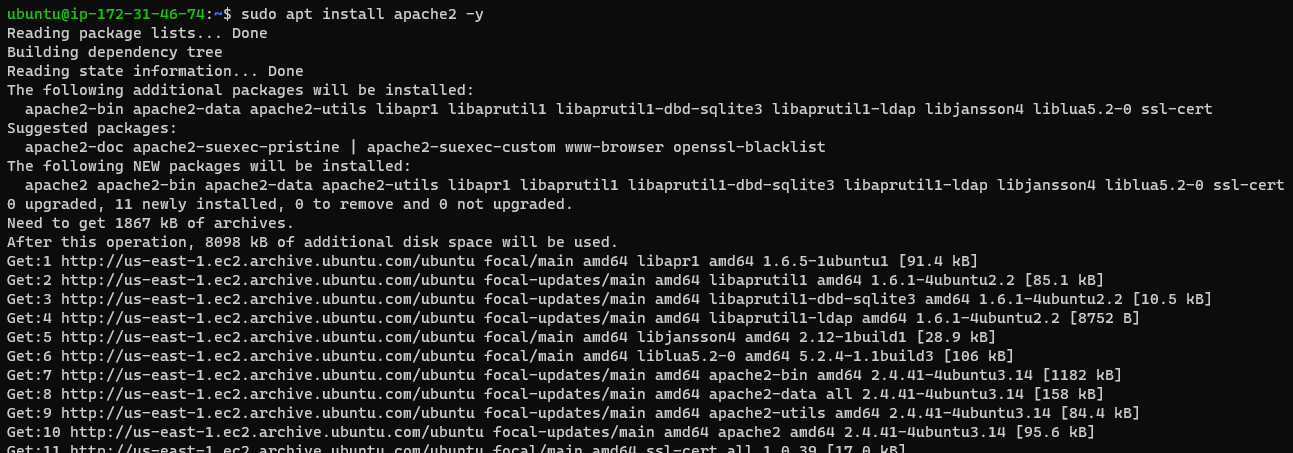 ubuntu@ip-172-31-46-74:~$ sudo apt install apache2 -y
Reading package lists... Done
Building dependency tree
Reading state information... Done
The following additional packages will be installed:
  apache2-bin apache2-data apache2-utils libapr1 libaprutil1 libaprutil1-dbd-sqlite3 libaprutil1-ldap libjansson4 liblua5.2-0 ssl-cert
Suggested packages:
  apache2-doc apache2-suexec-pristine | apache2-suexec-custom www-browser openssl-blacklist
The following NEW packages will be installed:
  apache2 apache2-bin apache2-data apache2-utils libapr1 libaprutil1 libaprutil1-dbd-sqlite3 libaprutil1-ldap libjansson4 liblua5.2-0 ssl-cert
0 upgraded, 11 newly installed, 0 to remove and 0 not upgraded.
Need to get 1867 kB of archives.
After this operation, 8098 kB of additional disk space will be used.
Get:1 http://us-east-1.ec2.archive.ubuntu.com/ubuntu focal/main amd64 libapr1 amd64 1.6.5-1ubuntu1 [91.4 kB]
Get:2 http://us-east-1.ec2.archive.ubuntu.com/ubuntu focal-updates/main amd64 libaprutil1 amd64 1.6.1-4ubuntu2.2 [85.1 kB]
Get:3 http://us-east-1.ec2.archive.ubuntu.com/ubuntu focal-updates/main amd64 libaprutil1-dbd-sqlite3 amd64 1.6.1-4ubuntu2.2 [10.5 kB]
Get:4 http://us-east-1.ec2.archive.ubuntu.com/ubuntu focal-updates/main amd64 libaprutil1-ldap amd64 1.6.1-4ubuntu2.2 [8752 B]
Get:5 http://us-east-1.ec2.archive.ubuntu.com/ubuntu focal/main amd64 libjansson4 amd64 2.12-1build1 [28.9 kB]
Get:6 http://us-east-1.ec2.archive.ubuntu.com/ubuntu focal/main amd64 liblua5.2-0 amd64 5.2.4-1.1build3 [106 kB]
Get:7 http://us-east-1.ec2.archive.ubuntu.com/ubuntu focal-updates/main amd64 apache2-bin amd64 2.4.41-4ubuntu3.14 [1182 kB]
Get:8 http://us-east-1.ec2.archive.ubuntu.com/ubuntu focal-updates/main amd64 apache2-data all 2.4.41-4ubuntu3.14 [158 kB]
Get:9 http://us-east-1.ec2.archive.ubuntu.com/ubuntu focal-updates/main amd64 apache2-utils amd64 2.4.41-4ubuntu3.14 [84.4 kB]
Get:10 http://us-east-1.ec2.archive.ubuntu.com/ubuntu focal-updates/main amd64 apache2 amd64 2.4.41-4ubuntu3.14 [95.6 kB]
Get:11 http://us-east-1.ec2.archive.ubuntu.com/ubuntu focal/main amd64 ssl-cert all 1.0.39 [17.0 kB]